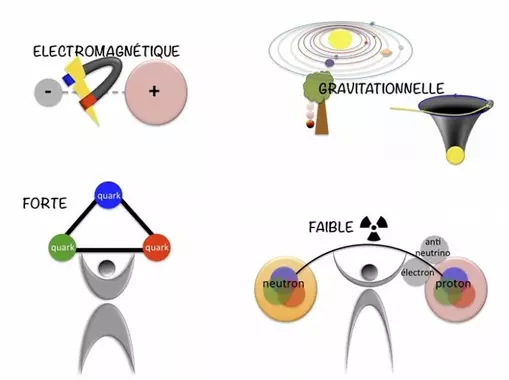 ELECTROMAGNÉTIQUE
- +
GRAVITATIONNELLE
FORTE
quark
quark quark
FAIBLE
anti
neutrino
électron
neutron proton